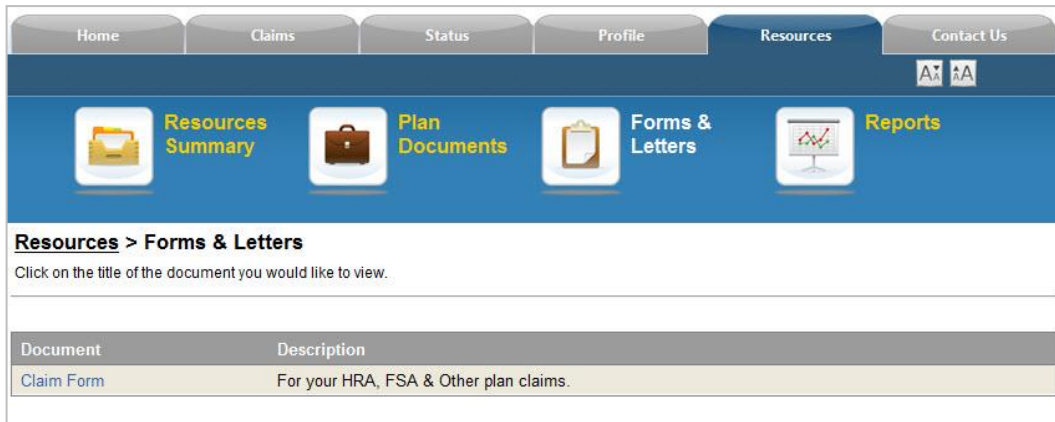 Home Claims Status Profile Resources Contact Us
AA AA
Resources Summary
Plan Documents
Forms & Letters
Reports
Resources > Forms & Letters
Click on the title of the document you would like to view.
Document Description
Claim Form For your HRA, FSA & Other plan claims.